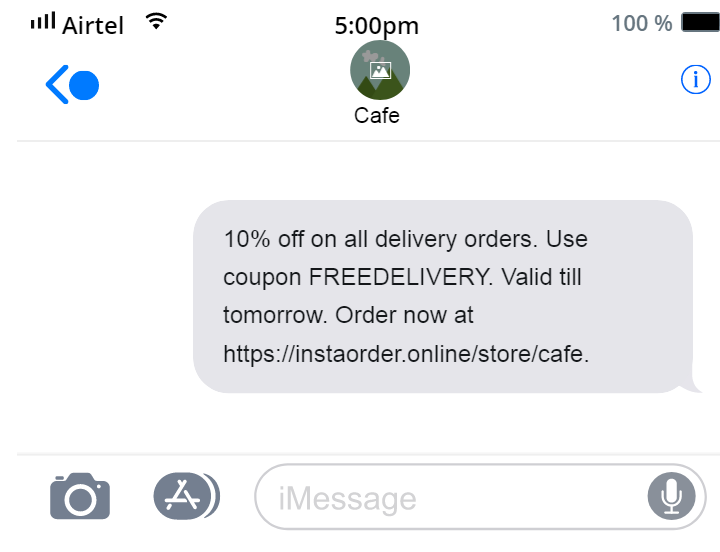 Airtel 5:00pm 100 %
i
Cafe
10% off on all delivery orders. Use
coupon FREEDELIVERY. Valid till
tomorrow. Order now at
https://instaorder.online/store/cafe.
iMessage